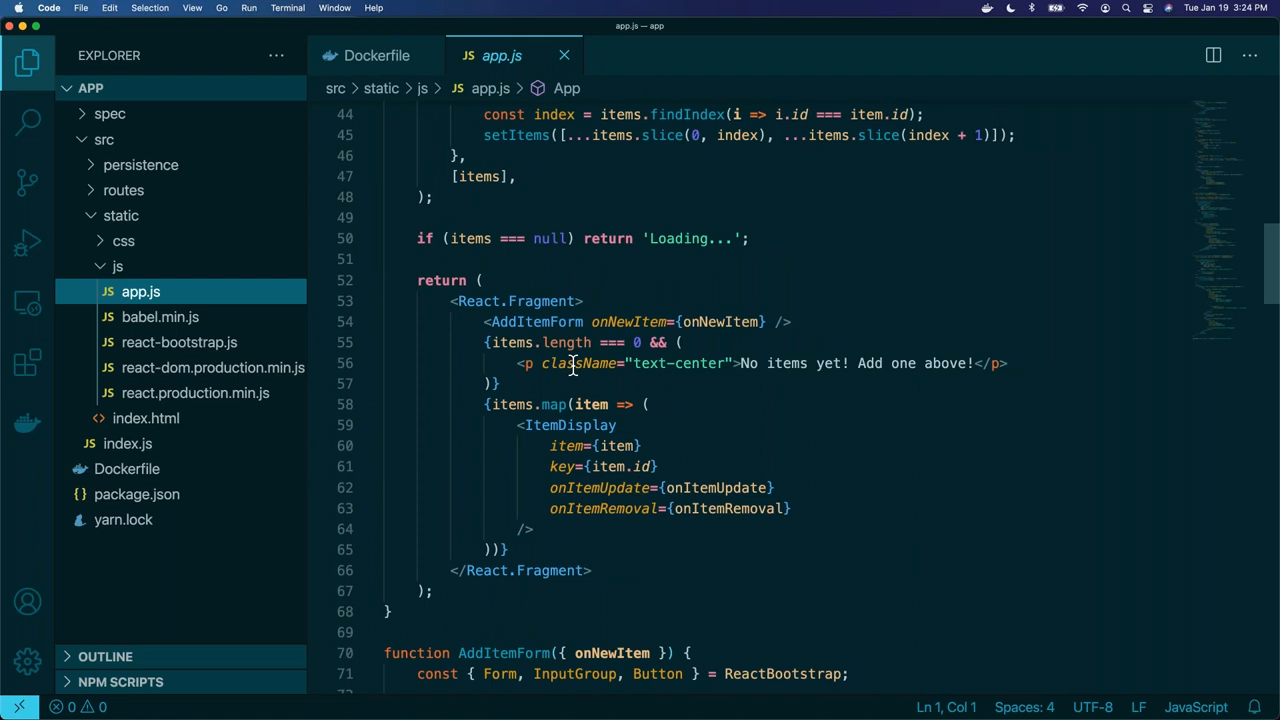 Code File Edit Selection View Go Run Terminal Window Help Tue Jan 19 3:24 PM
app.js — app
EXPLORER
APP
spec
src
persistence
routes
static
css
js
JS app.js
JS babel.min.js
JS react-bootstrap.js
JS react-dom.production.min.js
JS react.production.min.js
<> index.html
JS index.js
Dockerfile
{} package.json
yarn.lock
OUTLINE
NPM SCRIPTS
Dockerfile
JS app.js
src > static > js > JS app.js > App
44 const index = items.findIndex(i => i.id === item.id);
45 setItems([...items.slice(0, index), ...items.slice(index + 1)]);
46 },
47 [items],
48 );
49
50 if (items === null) return 'Loading...';
51
52 return (
53 <React.Fragment>
54 <AddItemForm onNewItem={onNewItem} />
55 {items.length === 0 && (
56 <p className="text-center">No items yet! Add one above!</p>
57 )}
58 {items.map(item => (
59 <ItemDisplay
60 item={item}
61 key={item.id}
62 onItemUpdate={onItemUpdate}
63 onItemRemoval={onItemRemoval}
64 />
65 ))}
66 </React.Fragment>
67 );
68 }
69
70 function AddItemForm({ onNewItem }) {
71 const { Form, InputGroup, Button } = ReactBootstrap;
0 0 Ln 1, Col 1 Spaces: 4 UTF-8 LF JavaScript